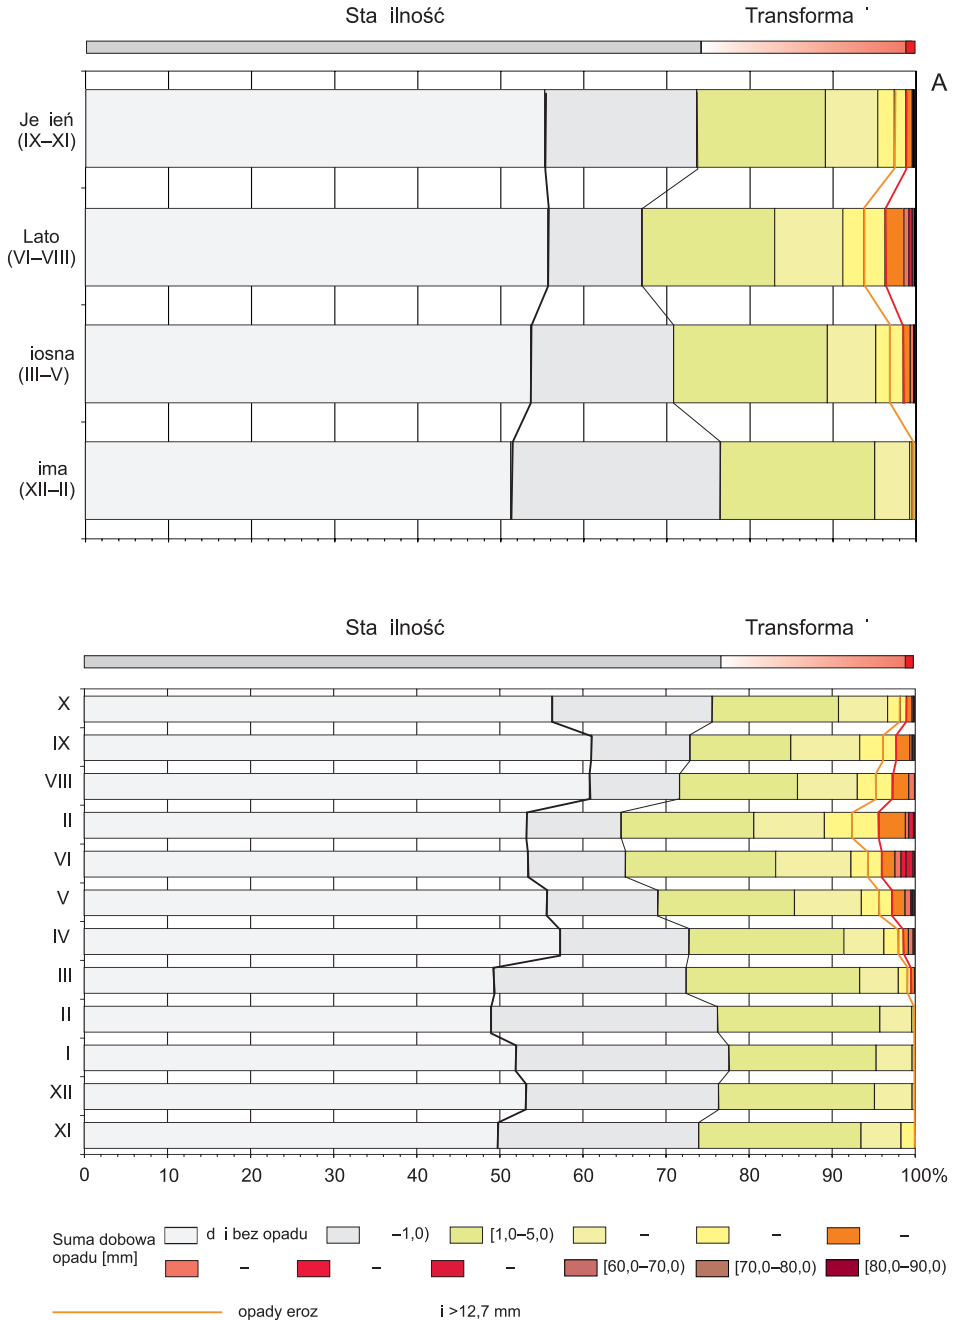 Sta ilność Transforma
A
Je ień
(IX–XI)
Lato
(VI–VIII)
iosna
(III–V)
ima
(XII–II)
Sta ilność Transforma
X
IX
VIII
II
VI
V
IV
III
II
I
XII
XI
0 10 20 30 40 50 60 70 80 90 100%
Suma dobowa
opadu [mm]
d i bez opadu –1,0) [1,0–5,0) – – –
– – – [60,0–70,0) [70,0–80,0) [80,0–90,0)
opady eroz i >12,7 mm